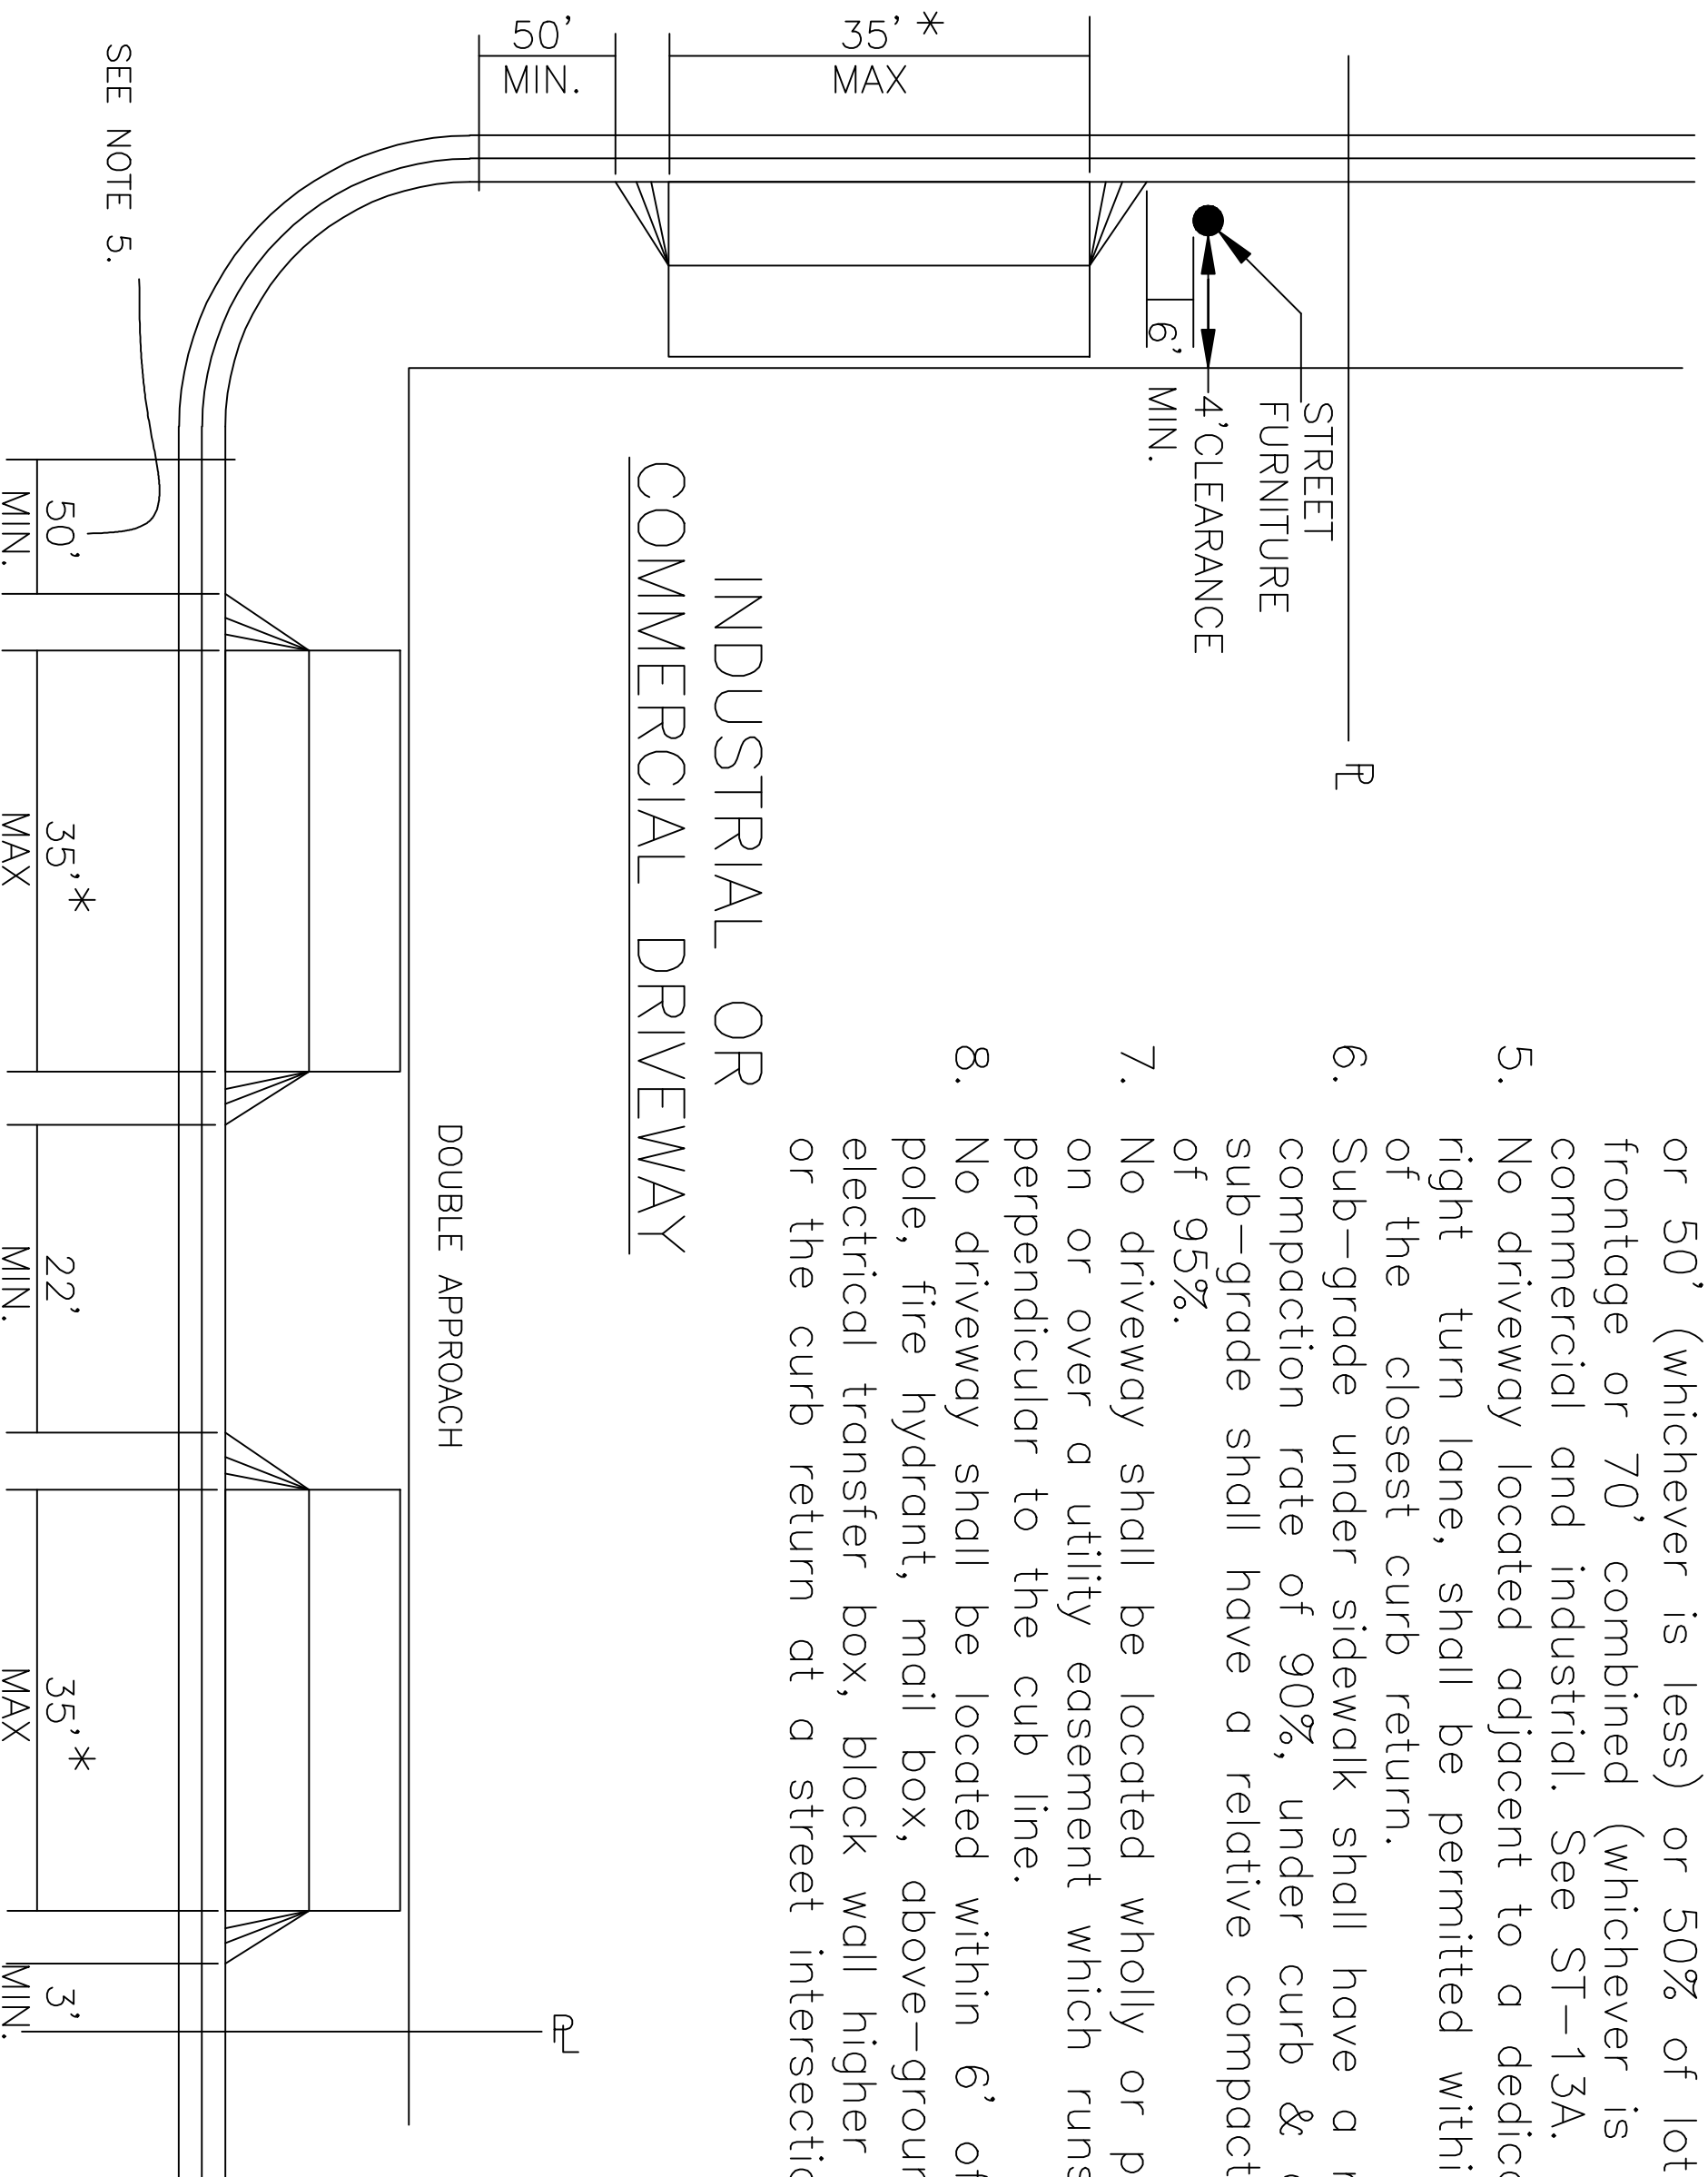 or 50' (whichever is less) or 50% of lot
frontage or 70' combined (whichever is
commercial and industrial. See ST-13A.
5. No driveway located adjacent to a
right turn lane, shall be permitted
of the closest curb return.
6. Sub-grade under sidewalk shall have a
compaction rate of 90%, under curb &
sub-grade shall have a relative
of 95%.
7. No driveway shall be located wholly or
on or over a utility easement which runs
perpendicular to the cub line.
8. No driveway shall be located within 6' of
pole, fire hydrant, mail box,
electrical transfer box, block wall higher
or the curb return at a street
STREET
FURNITURE
4' CLEARANCE
6'
MIN.
PL
35' *
MAX
50'
MIN.
INDUSTRIAL OR
COMMERCIAL DRIVEWAY
DOUBLE APPROACH
SEE NOTE 5.
50'
MIN.
35' *
MAX
22'
MIN.
35' *
MAX
3'
MIN.
PL